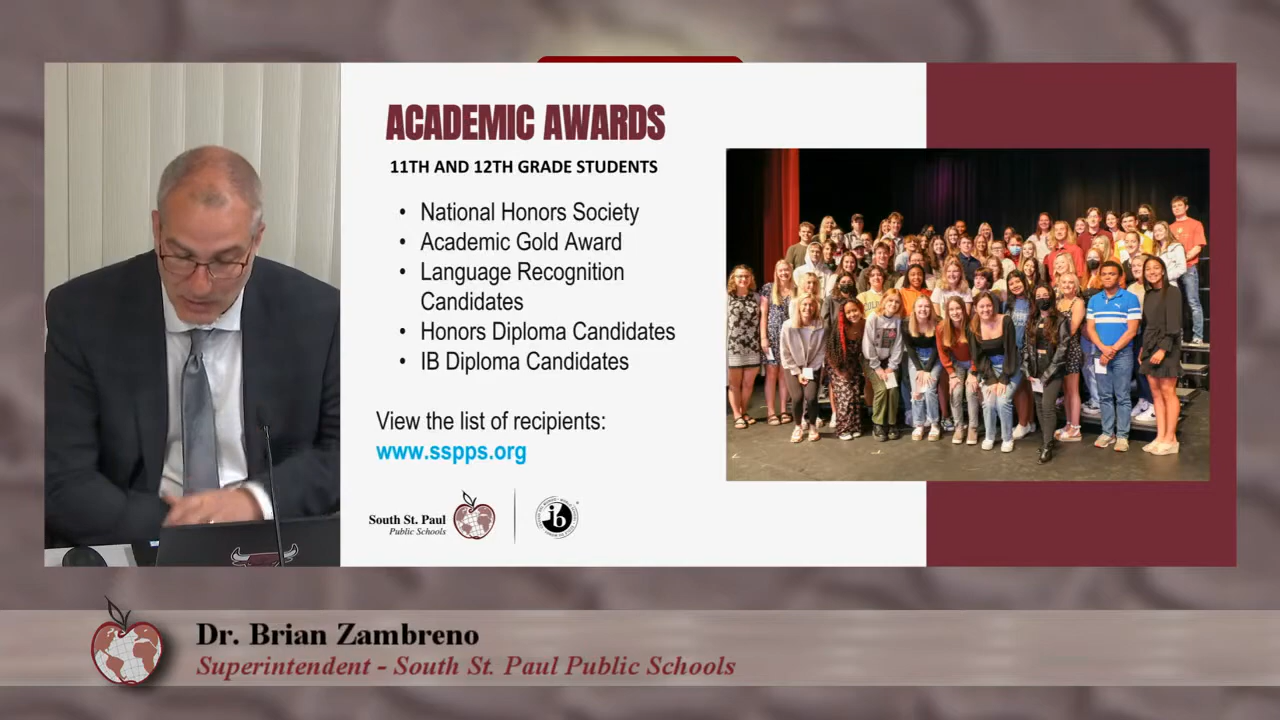 ACADEMIC AWARDS
11TH AND 12TH GRADE STUDENTS
• National Honors Society
• Academic Gold Award
• Language Recognition
Candidates
• Honors Diploma Candidates
• IB Diploma Candidates
View the list of recipients:
www.sspps.org
South St. Paul
Public Schools
ib
Dr. Brian Zambreno
Superintendent - South St. Paul Public Schools